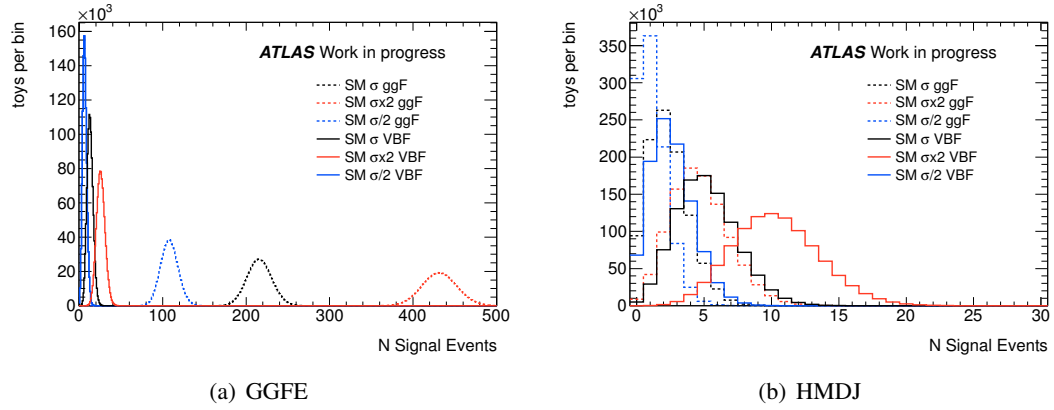 ×10³
toys per bin
160
140
120
100
80
60
40
20
0
ATLAS Work in progress
SM σ ggF
SM σx2 ggF
SM σ/2 ggF
SM σ VBF
SM σx2 VBF
SM σ/2 VBF
0 100 200 300 400 500
N Signal Events
(a) GGFE
×10³
toys per bin
350
300
250
200
150
100
50
0
ATLAS Work in progress
SM σ ggF
SM σx2 ggF
SM σ/2 ggF
SM σ VBF
SM σx2 VBF
SM σ/2 VBF
0 5 10 15 20 25 30
N Signal Events
(b) HMDJ